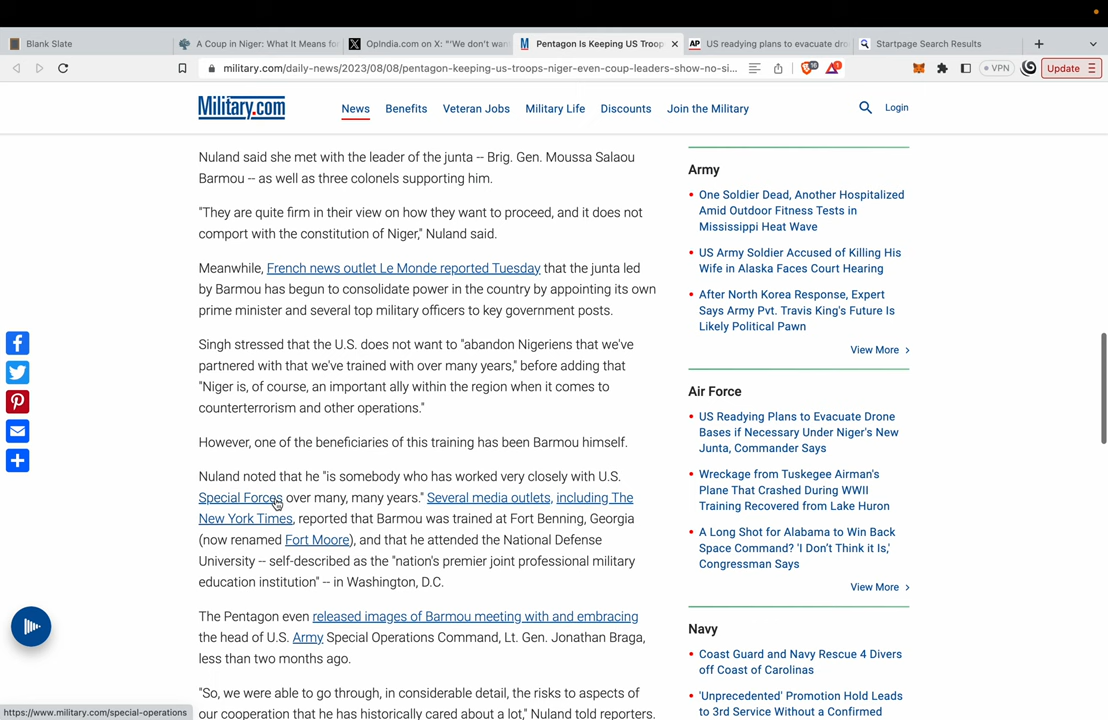 Blank Slate
A Coup in Niger: What It Means for
OpIndia.com on X: "“We don't wan
Pentagon Is Keeping US Troop
US readying plans to evacuate dro
Startpage Search Results
military.com/daily-news/2023/08/08/pentagon-keeping-us-troops-niger-even-coup-leaders-show-no-si...
16
1
VPN
Update
Military.com
News
Benefits
Veteran Jobs
Military Life
Discounts
Join the Military
Login
Nuland said she met with the leader of the junta -- Brig. Gen. Moussa Salaou
Barmou -- as well as three colonels supporting him.
"They are quite firm in their view on how they want to proceed, and it does not
comport with the constitution of Niger," Nuland said.
Meanwhile, French news outlet Le Monde reported Tuesday that the junta led
by Barmou has begun to consolidate power in the country by appointing its own
prime minister and several top military officers to key government posts.
Singh stressed that the U.S. does not want to "abandon Nigeriens that we've
partnered with that we've trained with over many years," before adding that
"Niger is, of course, an important ally within the region when it comes to
counterterrorism and other operations."
However, one of the beneficiaries of this training has been Barmou himself.
Nuland noted that he "is somebody who has worked very closely with U.S.
Special Forces over many, many years." Several media outlets, including The
New York Times, reported that Barmou was trained at Fort Benning, Georgia
(now renamed Fort Moore), and that he attended the National Defense
University -- self-described as the "nation's premier joint professional military
education institution" -- in Washington, D.C.
The Pentagon even released images of Barmou meeting with and embracing
the head of U.S. Army Special Operations Command, Lt. Gen. Jonathan Braga,
less than two months ago.
"So, we were able to go through, in considerable detail, the risks to aspects of
our cooperation that he has historically cared about a lot," Nuland told reporters.
Army
One Soldier Dead, Another Hospitalized
Amid Outdoor Fitness Tests in
Mississippi Heat Wave
US Army Soldier Accused of Killing His
Wife in Alaska Faces Court Hearing
After North Korea Response, Expert
Says Army Pvt. Travis King's Future Is
Likely Political Pawn
View More
Air Force
US Readying Plans to Evacuate Drone
Bases if Necessary Under Niger's New
Junta, Commander Says
Wreckage from Tuskegee Airman's
Plane That Crashed During WWII
Training Recovered from Lake Huron
A Long Shot for Alabama to Win Back
Space Command? 'I Don't Think it Is,'
Congressman Says
View More
Navy
Coast Guard and Navy Rescue 4 Divers
off Coast of Carolinas
'Unprecedented' Promotion Hold Leads
to 3rd Service Without a Confirmed
https://www.military.com/special-operations